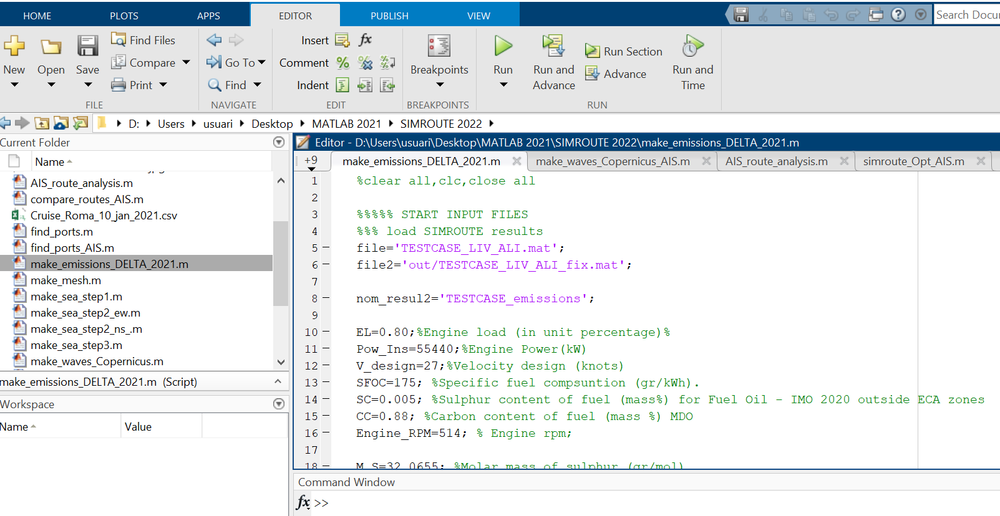 HOME PLOTS APPS EDITOR PUBLISH VIEW Search Docu
New Open Save Find Files Compare Print
FILE
Go To Find
NAVIGATE
Insert fx
Comment
Indent
EDIT
Breakpoints
BREAKPOINTS
Run Run and Advance Run Section Advance Run and Time
RUN
D: Users usuari Desktop MATLAB 2021 SIMROUTE 2022
Current Folder
Name
AIS_route_analysis.m
compare_routes_AIS.m
Cruise_Roma_10_jan_2021.csv
find_ports.m
find_ports_AIS.m
make_emissions_DELTA_2021.m
make_mesh.m
make_sea_step1.m
make_sea_step2_ew.m
make_sea_step2_ns_.m
make_sea_step3.m
make_waves_Copernicus.m
make_emissions_DELTA_2021.m (Script)
Workspace
Name Value
Editor - D:\Users\usuari\Desktop\MATLAB 2021\SIMROUTE 2022\make_emissions_DELTA_2021.m
+9 make_emissions_DELTA_2021.m make_waves_Copernicus_AIS.m AIS_route_analysis.m simroute_Opt_AIS.m
1 %clear all,clc,close all
2
3 %%%%% START INPUT FILES
4 %%% load SIMROUTE results
5 file='TESTCASE_LIV_ALI.mat';
6 file2='out/TESTCASE_LIV_ALI_fix.mat';
7
8 nom_resul2='TESTCASE_emissions';
9
10 EL=0.80;%Engine load (in unit percentage)%
11 Pow_Ins=55440;%Engine Power(kW)
12 V_design=27;%Velocity design (knots)
13 SFOC=175; %Specific fuel compsuntion (gr/kWh).
14 SC=0.005; %Sulphur content of fuel (mass%) for Fuel Oil - IMO 2020 outside ECA zones
15 CC=0.88; %Carbon content of fuel (mass %) MDO
16 Engine_RPM=514; % Engine rpm;
17
18 M_S=32.0655; %Molar mass of sulphur (gr/mol)
Command Window
fx >>